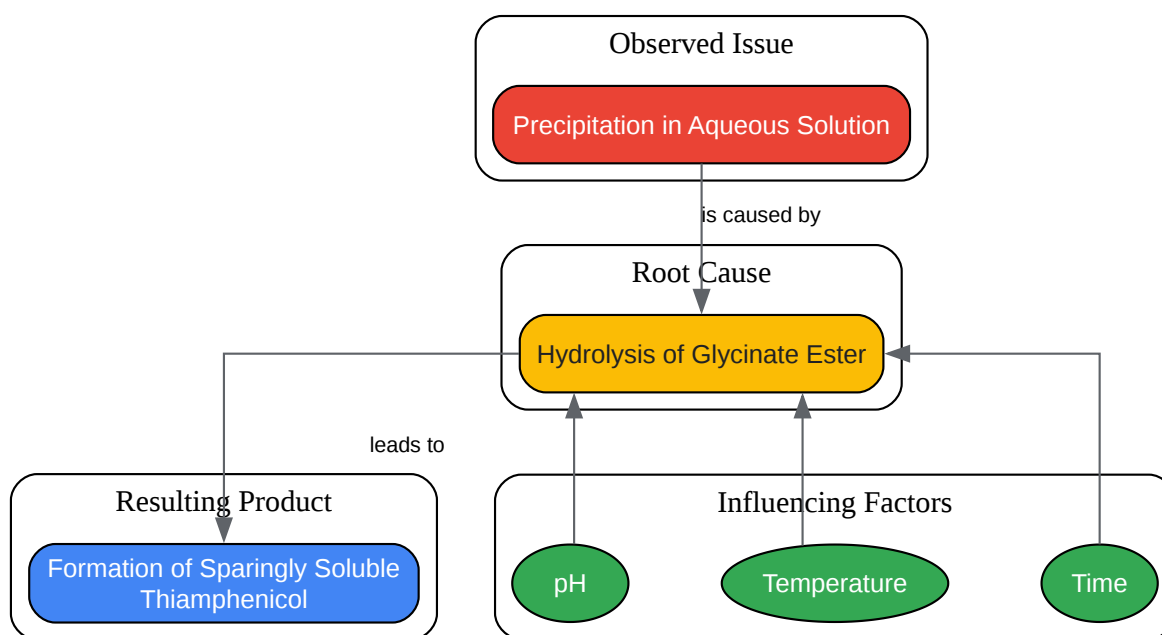 Observed Issue
Precipitation in Aqueous Solution
is caused by
Root Cause
Hydrolysis of Glycinate Ester
leads to
Resulting Product
Formation of Sparingly Soluble
Thiamphenicol
Influencing Factors
pH
Temperature
Time